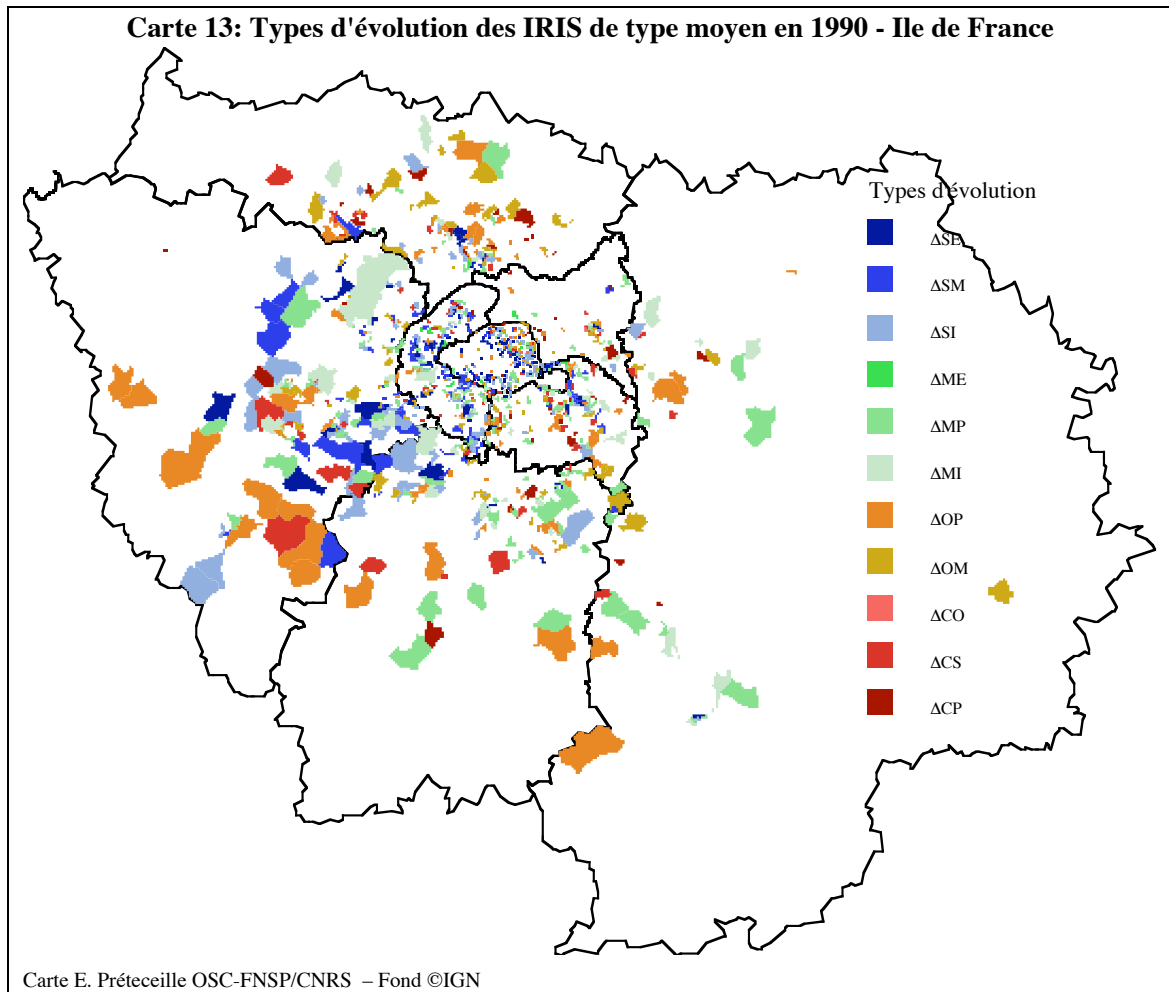 Carte 13: Types d'évolution des IRIS de type moyen en 1990 - Ile de France
Types d'évolution
ΔSE
ΔSM
ΔSI
ΔME
ΔMP
ΔMI
ΔOP
ΔOM
ΔCO
ΔCS
ΔCP
Carte E. Préteceille OSC-FNSP/CNRS – Fond ©IGN